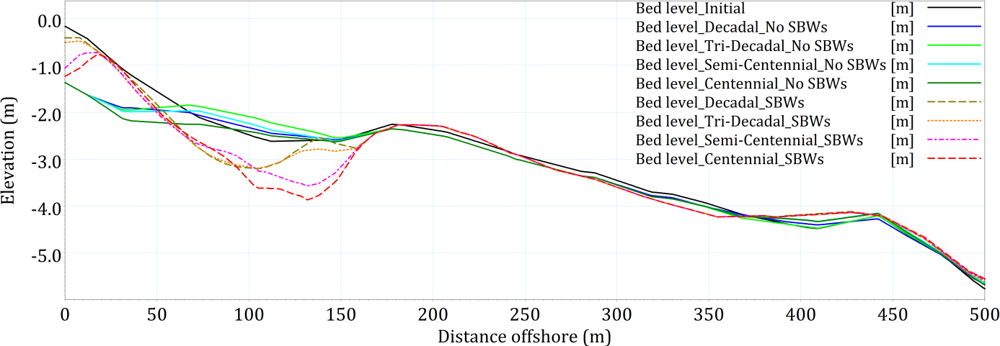 Bed level_Initial [m]
Bed level_Decadal_No SBWs [m]
Bed level_Tri-Decadal_No SBWs [m]
Bed level_Semi-Centennial_No SBWs [m]
Bed level_Centennial_No SBWs [m]
Bed level_Decadal_SBWs [m]
Bed level_Tri-Decadal_SBWs [m]
Bed level_Semi-Centennial_SBWs [m]
Bed level_Centennial_SBWs [m]
Elevation (m)
0.0
-1.0
-2.0
-3.0
-4.0
-5.0
0 50 100 150 200 250 300 350 400 450 500
Distance offshore (m)